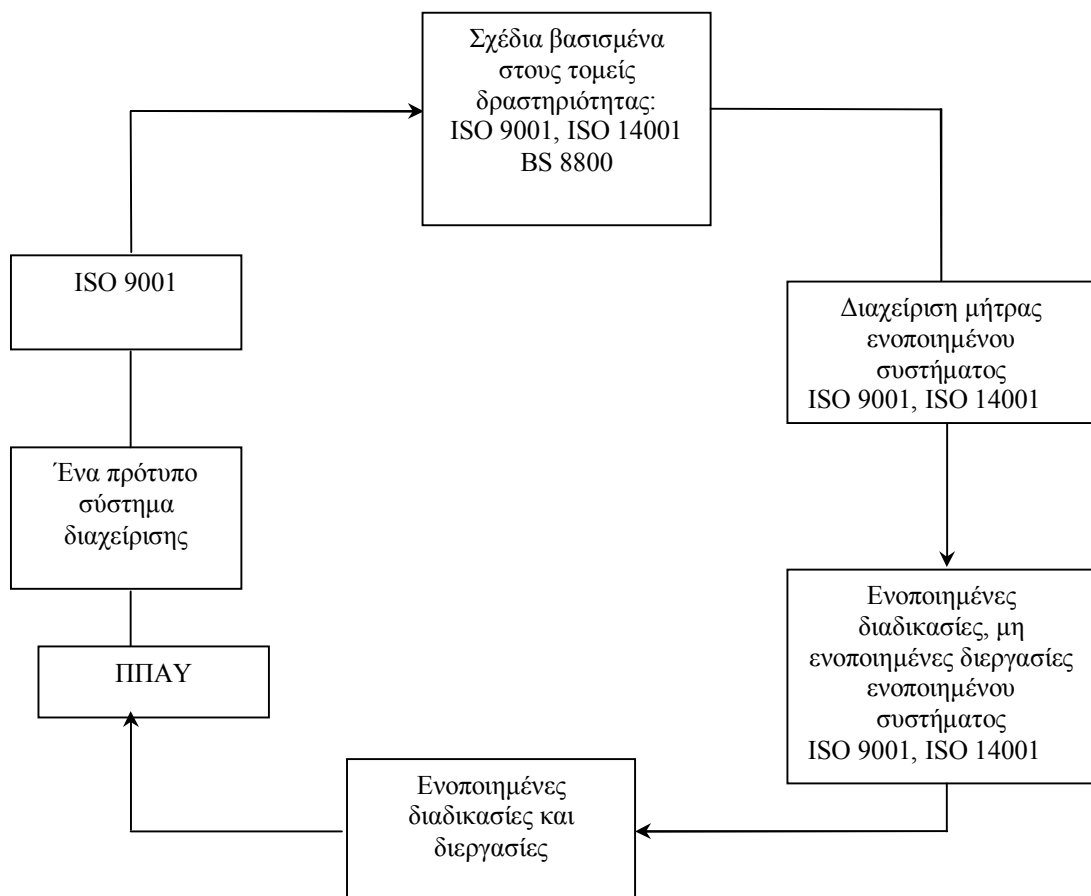 Σχέδια βασισμένα
στους τομείς
δραστηριότητας:
ISO 9001, ISO 14001
BS 8800
ISO 9001
Διαχείριση μήτρας
ενοποιημένου
συστήματος
ISO 9001, ISO 14001
Ένα πρότυπο
σύστημα
διαχείρισης
Ενοποιημένες
διαδικασίες, μη
ενοποιημένες διεργασίες
ενοποιημένου
συστήματος
ISO 9001, ISO 14001
ΠΠΑΥ
Ενοποιημένες
διαδικασίες και
διεργασίες